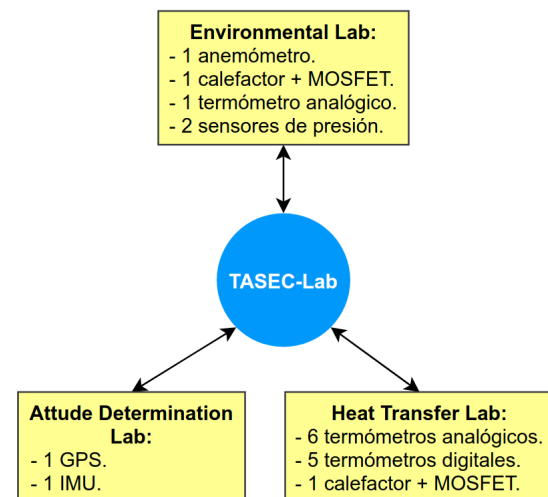 Environmental Lab:
- 1 anemómetro.
- 1 calefactor + MOSFET.
- 1 termómetro analógico.
- 2 sensores de presión.
TASEC-Lab
Attude Determination
Lab:
- 1 GPS.
- 1 IMU.
Heat Transfer Lab:
- 6 termómetros analógicos.
- 5 termómetros digitales.
- 1 calefactor + MOSFET.